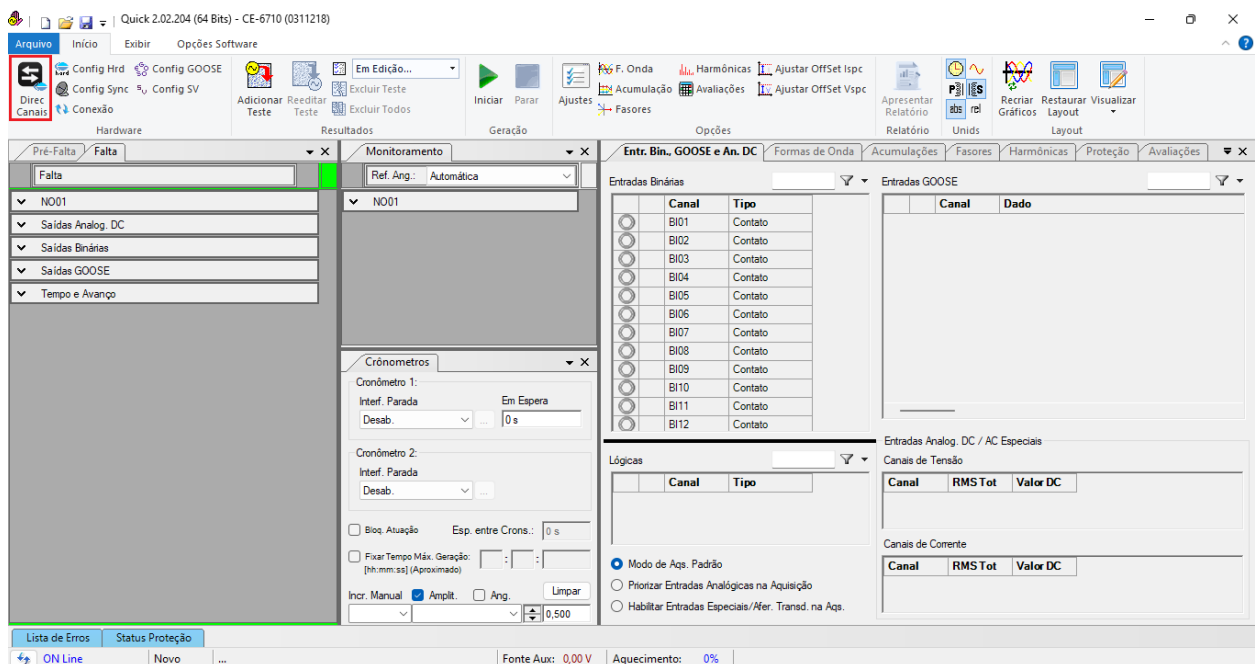 Quick 2.02.204 (64 Bits) - CE-6710 (0311218)
Arquivo Início Exibir Opções Software
Direc Canais
Config Hrd Config GOOSE
Config Sync Config SV
Conexão
Hardware
Adicionar Teste
Reeditar Teste
Em Edição...
Excluir Teste
Excluir Todos
Resultados
Iniciar Parar
Geração
Ajustes
F. Onda Harmônicas Ajustar OffSet Ispc
Acumulação Avaliações Ajustar OffSet Vspc
Fasores
Opções
Apresentar Relatório
Relatório
abs rel
Unids
Recriar Gráficos
Restaurar Layout
Visualizar
Layout
Pré-Falta Falta
Falta
NO01
Saídas Analog. DC
Saídas Binárias
Saídas GOOSE
Tempo e Avanço
Monitoramento
Ref. Ang.: Automática
NO01
Crônometros
Cronômetro 1:
Interf. Parada Em Espera
Desab. ... 0 s
Cronômetro 2:
Interf. Parada
Desab. ...
Bloq. Atuação Esp. entre Crons.: 0 s
Fixar Tempo Máx. Geração: : :
[hh:mm:ss] (Aproximado)
Limpar
Incr. Manual Amplit. Ang.
0,500
Entr. Bin., GOOSE e An. DC Formas de Onda Acumulações Fasores Harmônicas Proteção Avaliações
Entradas Binárias
Canal Tipo
BI01 Contato
BI02 Contato
BI03 Contato
BI04 Contato
BI05 Contato
BI06 Contato
BI07 Contato
BI08 Contato
BI09 Contato
BI10 Contato
BI11 Contato
BI12 Contato
Entradas GOOSE
Canal Dado
Lógicas
Canal Tipo
Modo de Aqs. Padrão
Priorizar Entradas Analógicas na Aquisição
Habilitar Entradas Especiais/Afer. Transd. na Aqs.
Entradas Analog. DC / AC Especiais
Canais de Tensão
Canal RMS Tot Valor DC
Canais de Corrente
Canal RMS Tot Valor DC
Lista de Erros Status Proteção
ON Line Novo ... Fonte Aux: 0,00 V Aquecimento: 0%